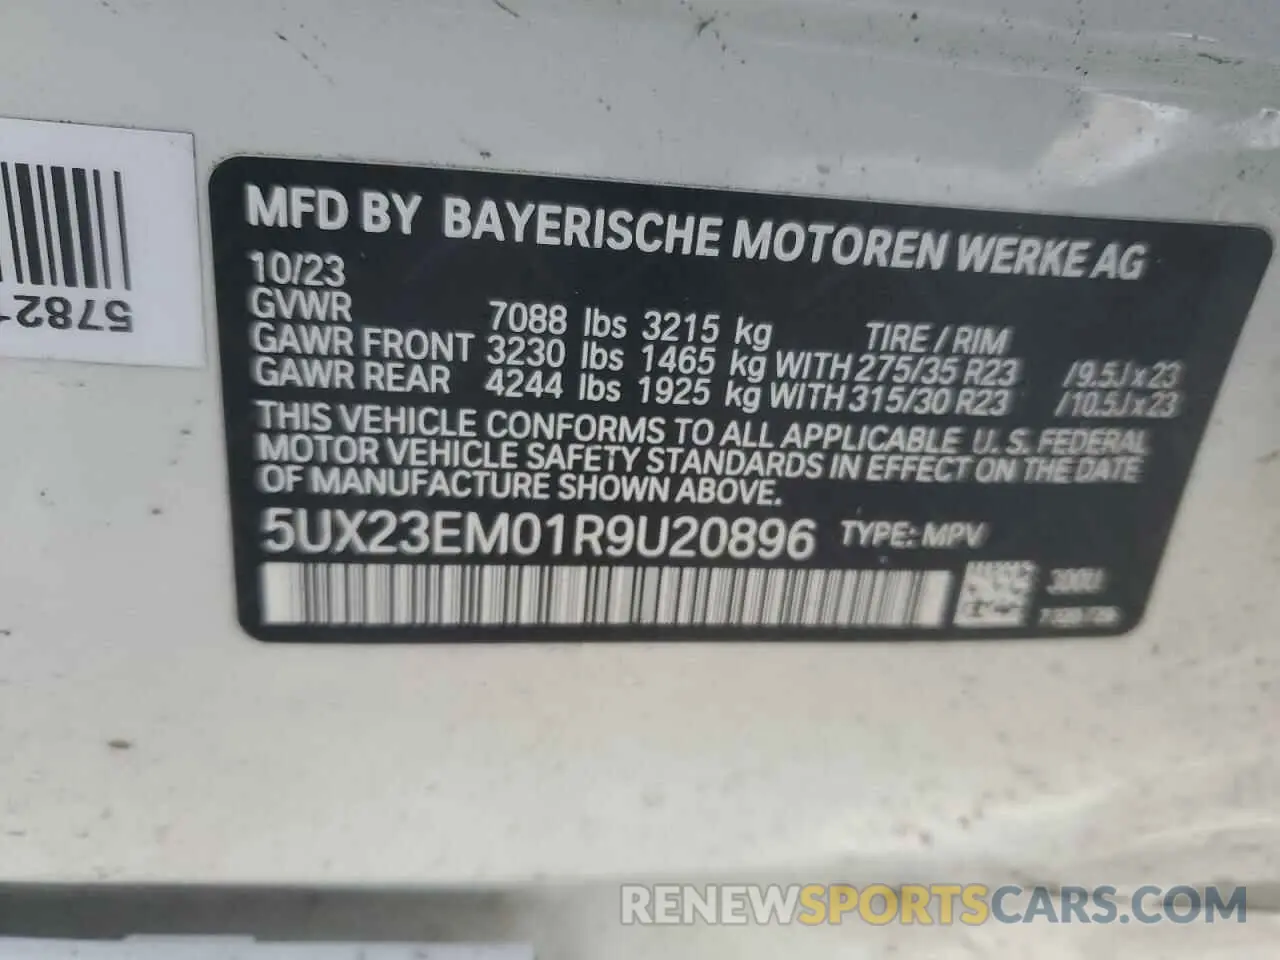 MFD BY BAYERISCHE MOTOREN WERKE AG
10/23
GVWR 7088 lbs 3215 kg TIRE / RIM
GAWR FRONT 3230 lbs 1465 kg WITH 275/35 R23 /9.5J x 23
GAWR REAR 4244 lbs 1925 kg WITH 315/30 R23 /10.5J x 23
THIS VEHICLE CONFORMS TO ALL APPLICABLE U. S. FEDERAL
MOTOR VEHICLE SAFETY STANDARDS IN EFFECT ON THE DATE
OF MANUFACTURE SHOWN ABOVE.
5UX23EM01R9U20896 TYPE: MPV
RENEWSPORTSCARS.COM